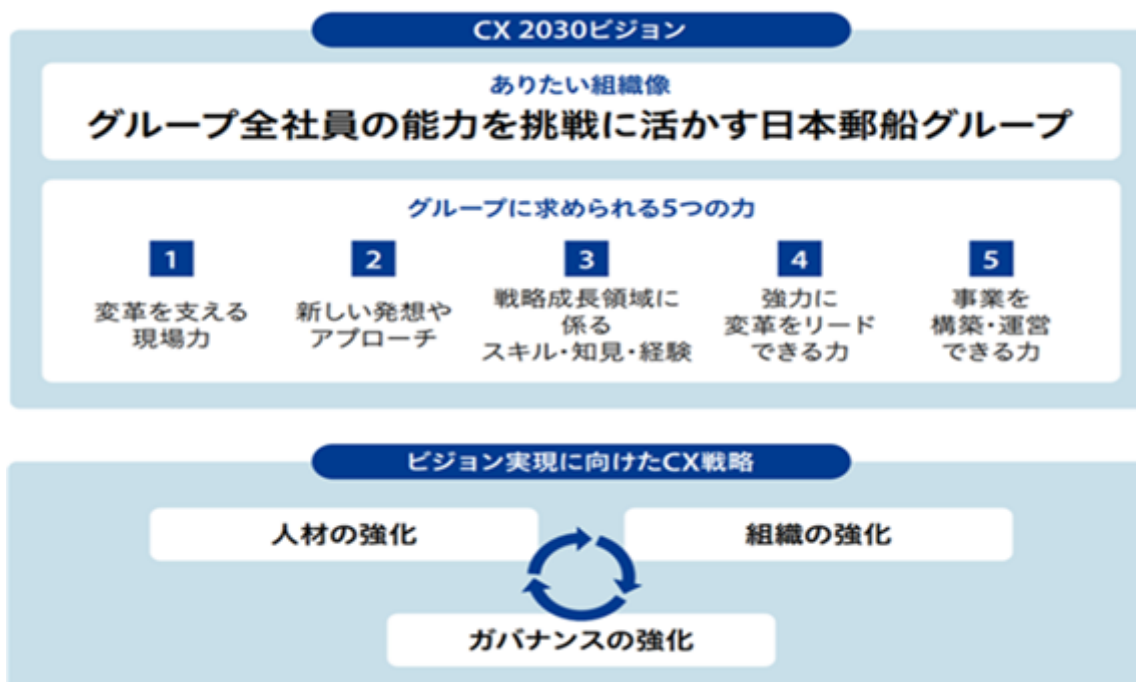 CX 2030ビジョン
ありたい組織像
グループ全社員の能力を挑戦に活かす日本郵船グループ
グループに求められる5つの力
1
変革を支える
現場力
2
新しい発想や
アプローチ
3
戦略成長領域に
係る
スキル・知見・経験
4
強力に
変革をリード
できる力
5
事業を
構築・運営
できる力
ビジョン実現に向けたCX戦略
人材の強化
組織の強化
ガバナンスの強化